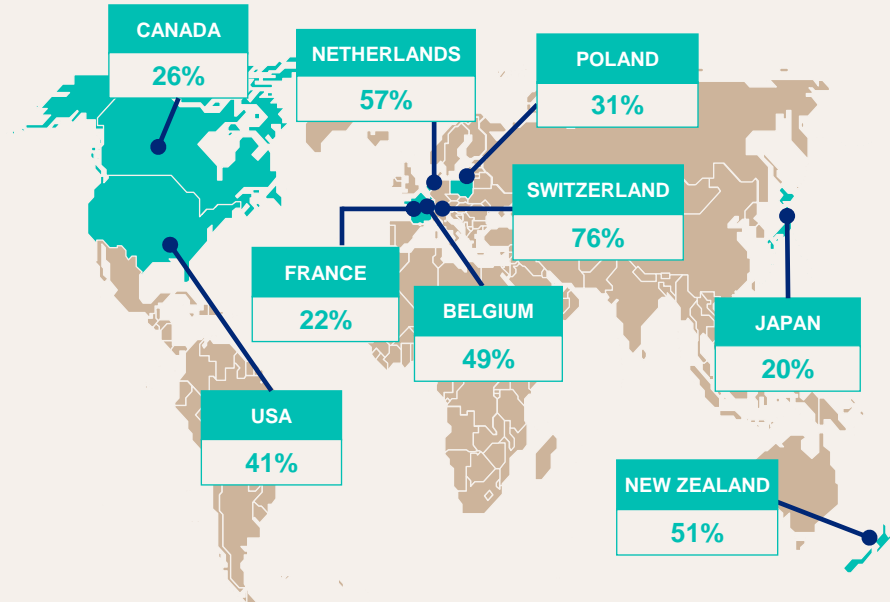 CANADA
26%
NETHERLANDS
57%
POLAND
31%
SWITZERLAND
76%
FRANCE
22%
BELGIUM
49%
JAPAN
20%
USA
41%
NEW ZEALAND
51%